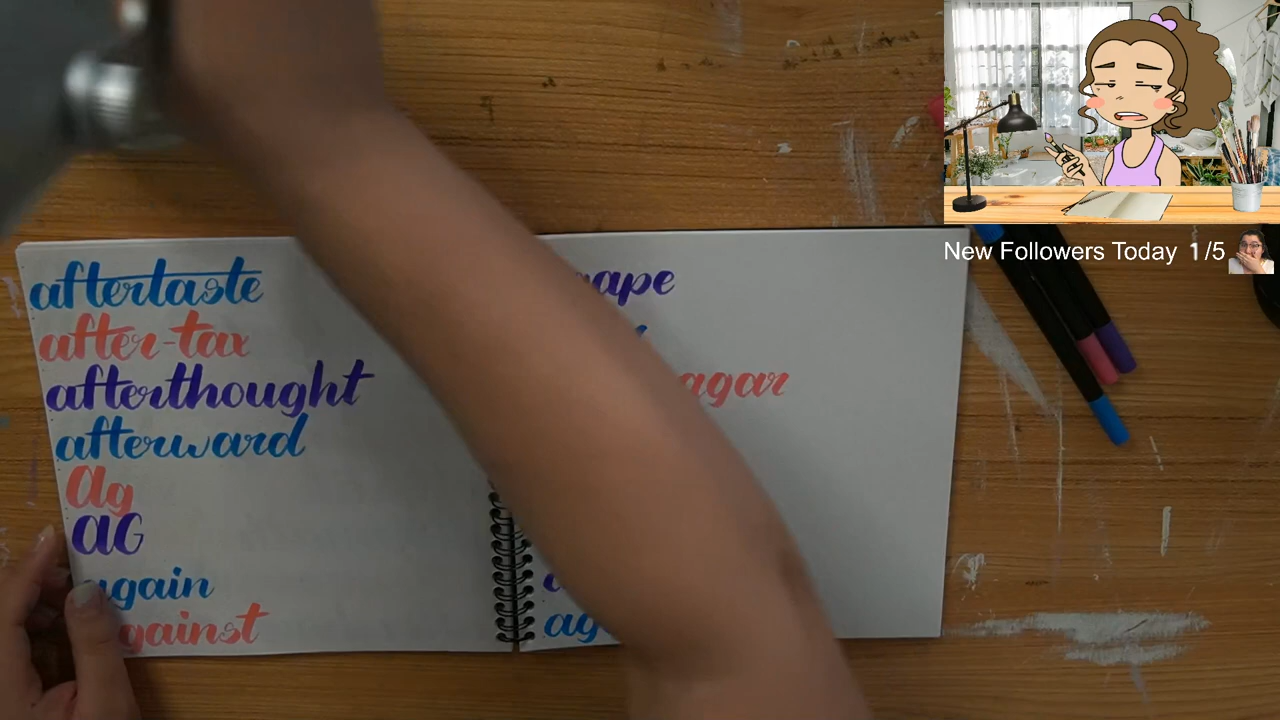 New Followers Today 1/5
aftertaste
after-tax
afterthought
afterward
Ag
AG
again
against
agar